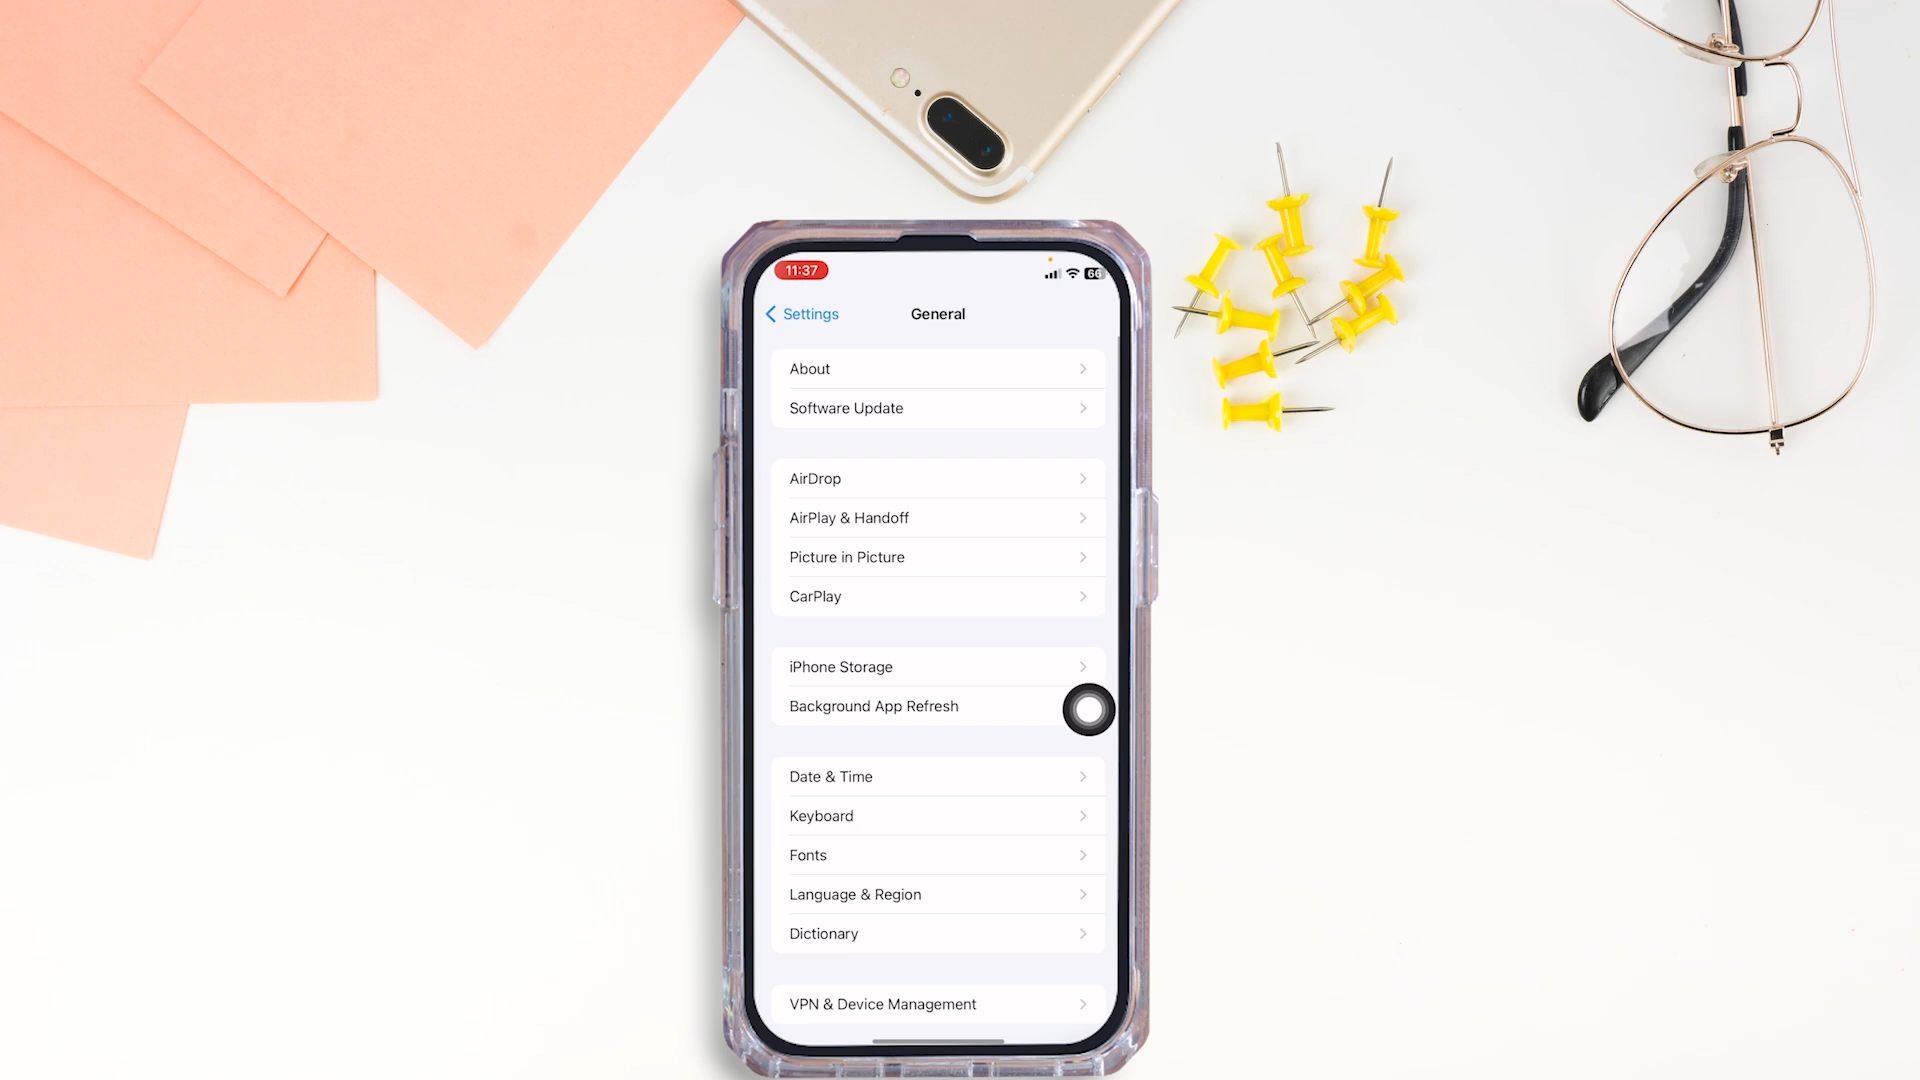 11:37
66
Settings
General
About
Software Update
AirDrop
AirPlay & Handoff
Picture in Picture
CarPlay
iPhone Storage
Background App Refresh
Date & Time
Keyboard
Fonts
Language & Region
Dictionary
VPN & Device Management